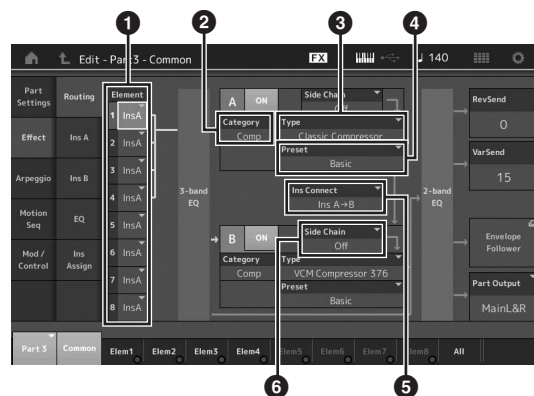 1
2
3
4
Edit - Part3 - Common
FX
140
Part Settings
Routing
Element
A
ON
Side Chain
Off
RevSend
0
1 InsA
Category
Comp
Type
Classic Compressor
Effect
Ins A
2 InsA
Preset
Basic
VarSend
15
Arpeggio
Ins B
3 InsA
4 InsA
3-band EQ
Ins Connect
Ins A→B
2-band EQ
Motion Seq
EQ
5 InsA
B
ON
Side Chain
Off
Envelope Follower
Mod / Control
Ins Assign
6 InsA
Category
Comp
Type
VCM Compressor 376
7 InsA
Preset
Basic
Part Output
MainL&R
8 InsA
Part 3
Common
Elem1
Elem2
Elem3
Elem4
Elem5
Elem6
Elem7
Elem8
All
6
5